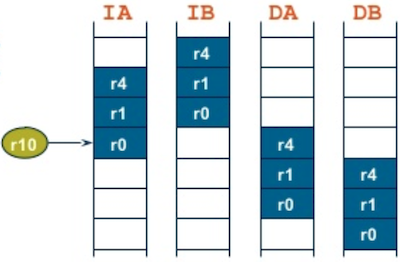 IA IB DA DB
r4
r4 r1
r1 r0
r10 r0 r4
r1 r4
r0 r1
r0